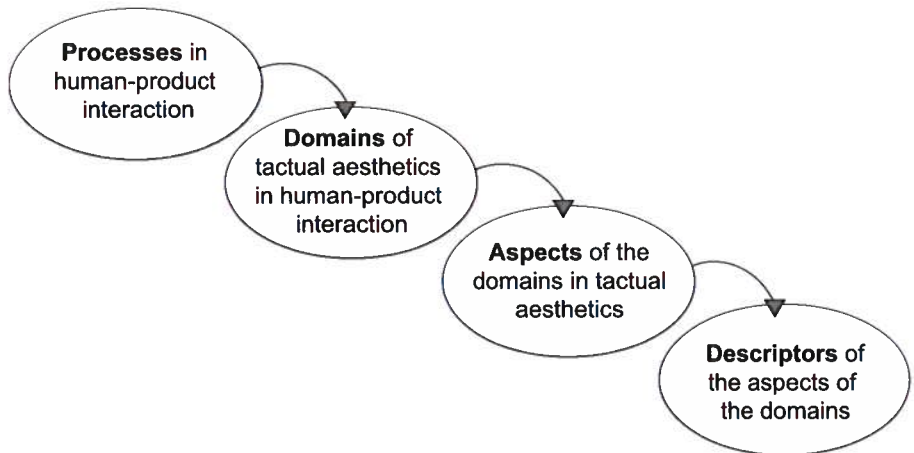 Processes in
human-product
interaction
Domains of
tactual aesthetics
in human-product
interaction
Aspects of the
domains in tactual
aesthetics
Descriptors of
the aspects of
the domains